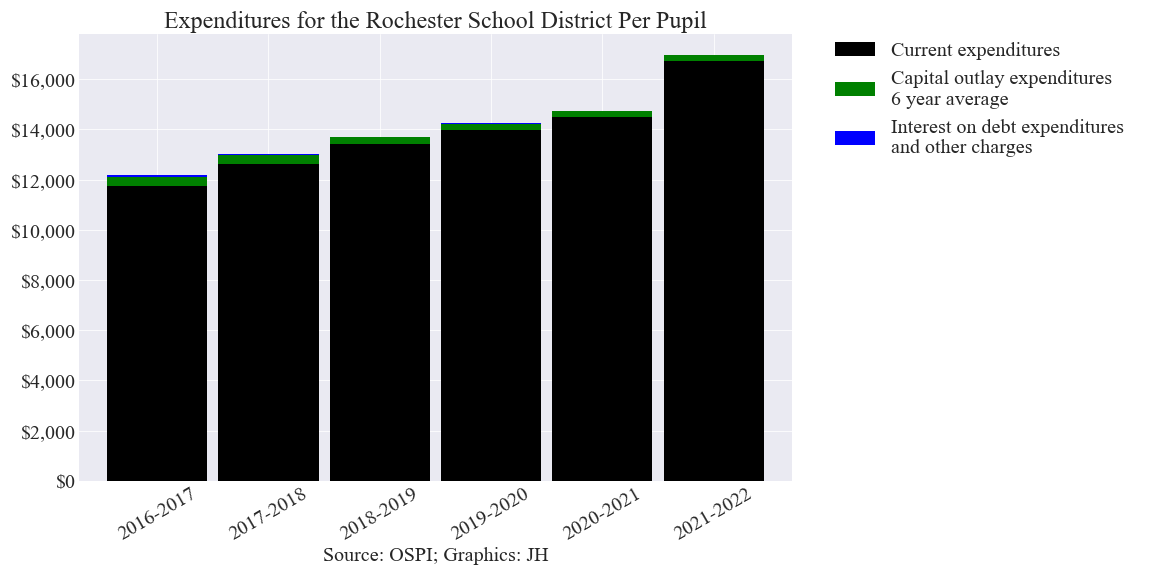 Expenditures for the Rochester School District Per Pupil
$16,000
$14,000
$12,000
$10,000
$8,000
$6,000
$4,000
$2,000
$0
2016-2017
2017-2018
2018-2019
2019-2020
2020-2021
2021-2022
Source: OSPI; Graphics: JH
Current expenditures
Capital outlay expenditures
6 year average
Interest on debt expenditures
and other charges